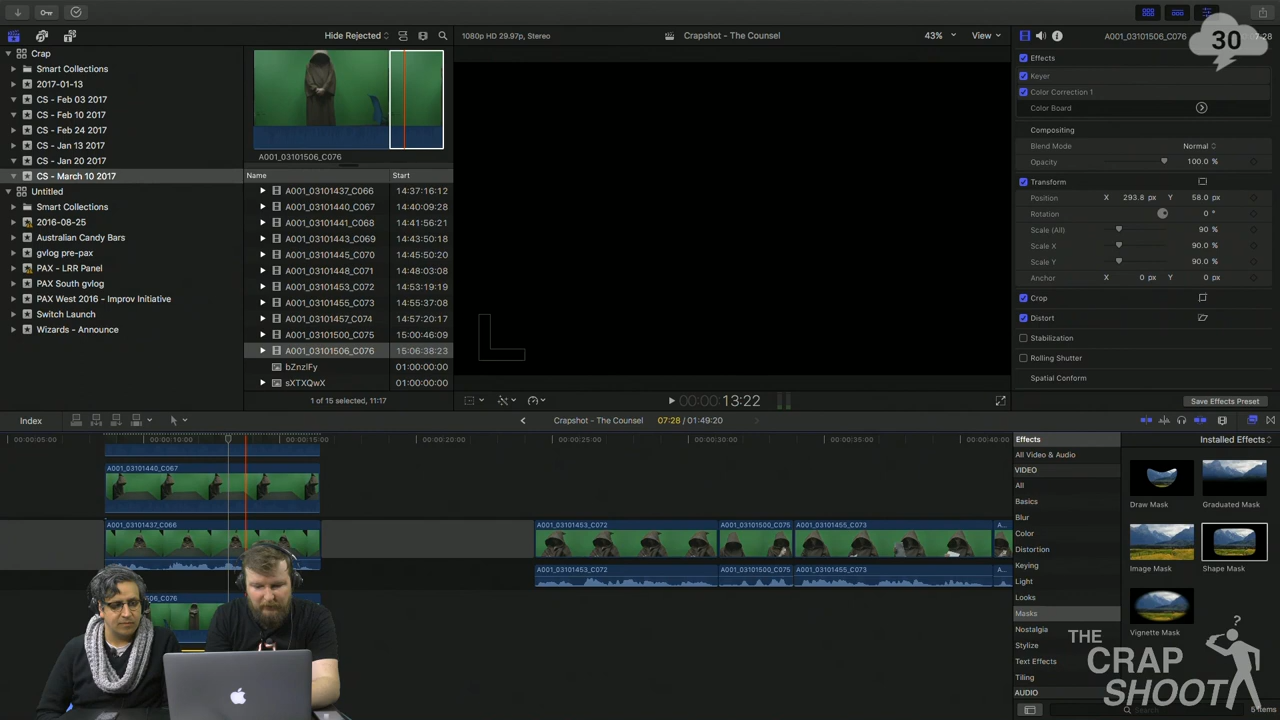 Hide Rejected
1080p HD 29.97p, Stereo
Crapshot - The Counsel
43%
View
A001_03101506_C076
7:28
30
Crap
Smart Collections
2017-01-13
CS - Feb 03 2017
CS - Feb 10 2017
CS - Feb 24 2017
CS - Jan 13 2017
CS - Jan 20 2017
CS - March 10 2017
Untitled
Smart Collections
2016-08-25
Australian Candy Bars
gvlog pre-pax
PAX - LRR Panel
PAX South gvlog
PAX West 2016 - Improv Initiative
Switch Launch
Wizards - Announce
A001_03101506_C076
Name Start
A001_03101437_C066 14:37:16:12
A001_03101440_C067 14:40:09:28
A001_03101441_C068 14:41:56:21
A001_03101443_C069 14:43:50:18
A001_03101445_C070 14:45:50:20
A001_03101448_C071 14:48:03:08
A001_03101453_C072 14:53:19:19
A001_03101455_C073 14:55:37:08
A001_03101457_C074 14:57:20:17
A001_03101500_C075 15:00:46:09
A001_03101506_C076 15:06:38:23
bZnzlFy 01:00:00:00
sXTXQwX 01:00:00:00
1 of 15 selected, 11:17
00:00:00:13:22
Effects
Keyer
Color Correction 1
Color Board
Compositing
Blend Mode Normal
Opacity 100.0 %
Transform
Position X 293.8 px Y 58.0 px
Rotation 0 °
Scale (All) 90 %
Scale X 90.0 %
Scale Y 90.0 %
Anchor X 0 px Y 0 px
Crop
Distort
Stabilization
Rolling Shutter
Spatial Conform
Save Effects Preset
Index
Crapshot - The Counsel
07:28 / 01:49:20
00:00:05:00
00:00:10:00
00:00:15:00
00:00:20:00
00:00:25:00
00:00:30:00
00:00:35:00
00:00:40:00
A001_03101440_C067
A001_03101437_C066
A001_03101453_C072
A001_03101500_C075
A001_03101455_C073
A...
A001_03101453_C072
A001_03101500_C075
A001_03101455_C073
A...
506_C076
Effects
Installed Effects
All Video & Audio
VIDEO
All
Basics
Blur
Color
Distortion
Keying
Light
Looks
Masks
Nostalgia
Stylize
Text Effects
Tiling
AUDIO
Draw Mask
Graduated Mask
Image Mask
Shape Mask
Vignette Mask
Search
5 items
THE
CRAP
SHOOT
?